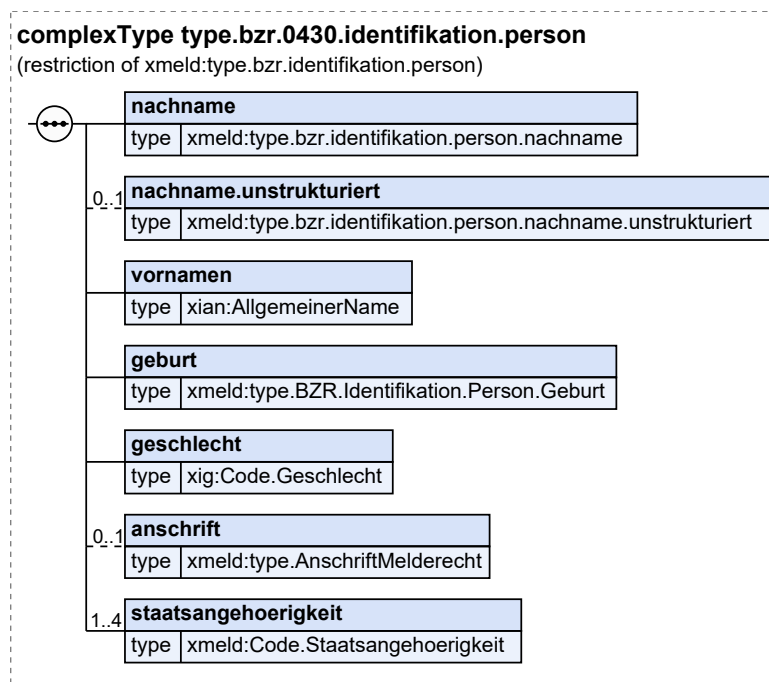 complexType type.bzr.0430.identifikation.person
(restriction of xmeld:type.bzr.identifikation.person)
nachname
type xmeld:type.bzr.identifikation.person.nachname
0..1 nachname.unstrukturiert
type xmeld:type.bzr.identifikation.person.nachname.unstrukturiert
vornamen
type xian:AllgemeinerName
geburt
type xmeld:type.BZR.Identifikation.Person.Geburt
geschlecht
type xig:Code.Geschlecht
0..1 anschrift
type xmeld:type.AnschriftMelderecht
1..4 staatsangehoerigkeit
type xmeld:Code.Staatsangehoerigkeit